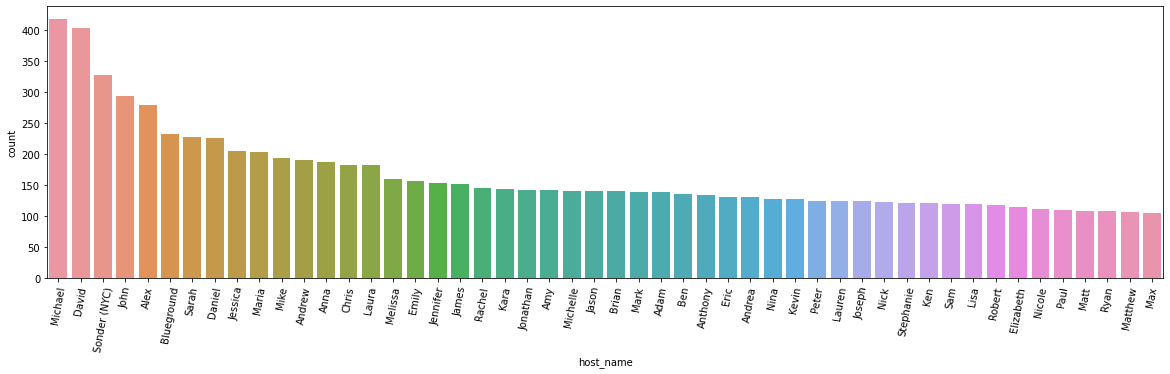 400
350
300
250
200
150
100
50
0
count
Michael
David
Sonder (NYC)
John
Alex
Blueground
Sarah
Daniel
Jessica
Maria
Mike
Andrew
Anna
Chris
Laura
Melissa
Emily
Jennifer
James
Rachel
Kara
Jonathan
Amy
Michelle
Jason
Brian
Mark
Adam
Ben
Anthony
Eric
Andrea
Nina
Kevin
Peter
Lauren
Joseph
Nick
Stephanie
Ken
Sam
Lisa
Robert
Elizabeth
Nicole
Paul
Matt
Ryan
Matthew
Max
host_name